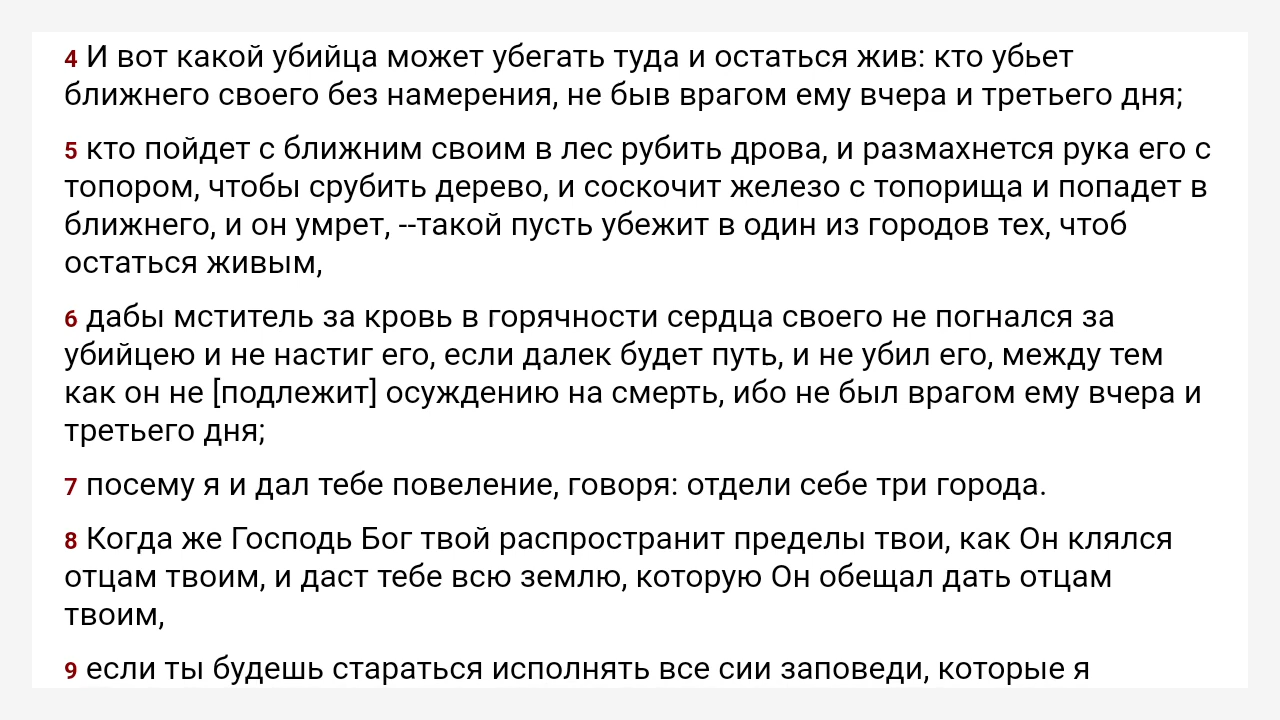 4 И вот какой убийца может убегать туда и остаться жив: кто убьет
ближнего своего без намерения, не быв врагом ему вчера и третьего дня;
5 кто пойдет с ближним своим в лес рубить дрова, и размахнется рука его с
топором, чтобы срубить дерево, и соскочит железо с топорища и попадет в
ближнего, и он умрет, --такой пусть убежит в один из городов тех, чтоб
остаться живым,
6 дабы мститель за кровь в горячности сердца своего не погнался за
убийцею и не настиг его, если далек будет путь, и не убил его, между тем
как он не [подлежит] осуждению на смерть, ибо не был врагом ему вчера и
третьего дня;
7 посему я и дал тебе повеление, говоря: отдели себе три города.
8 Когда же Господь Бог твой распространит пределы твои, как Он клялся
отцам твоим, и даст тебе всю землю, которую Он обещал дать отцам
твоим,
9 если ты будешь стараться исполнять все сии заповеди, которые я